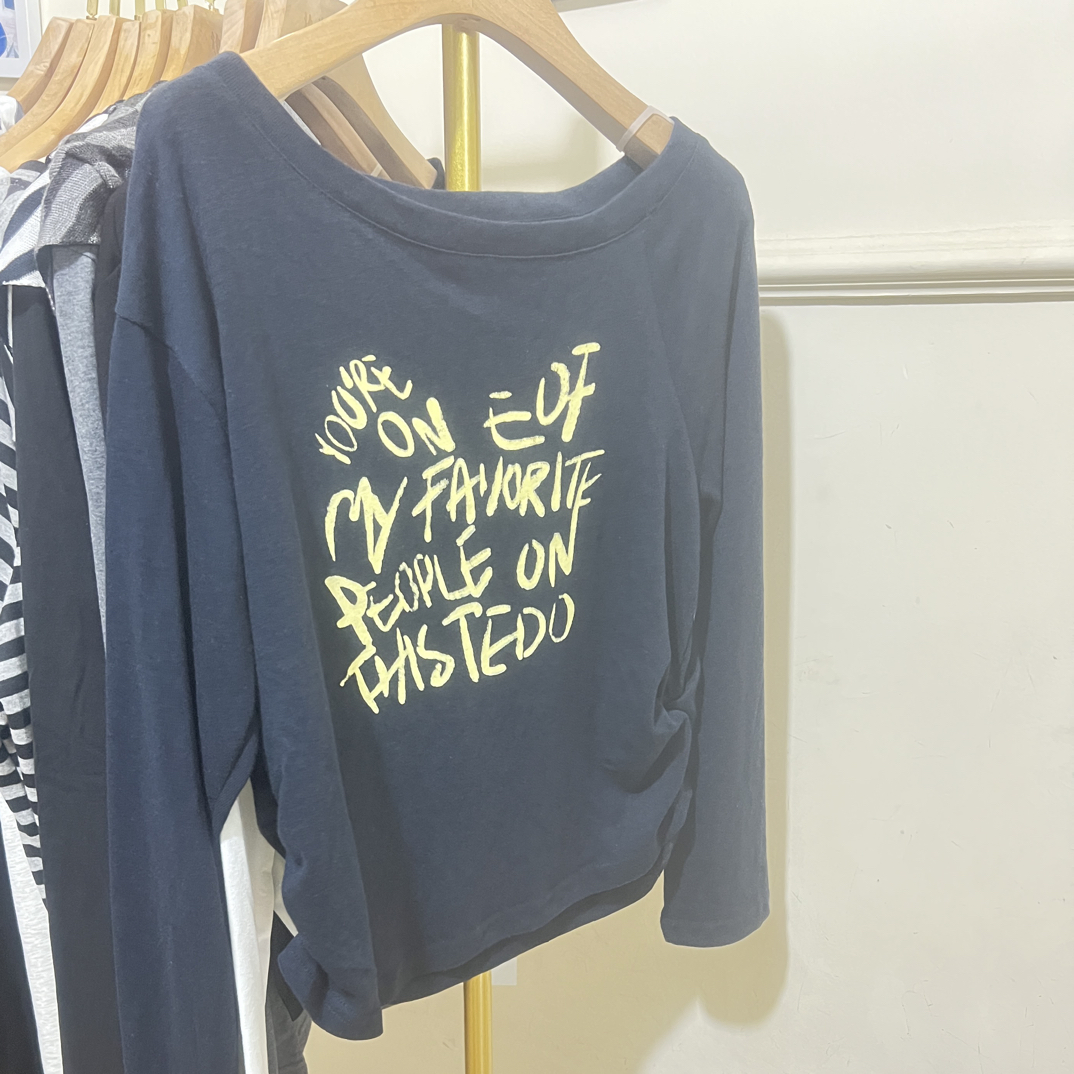 YOU'RE
ON EOF
MY FAVORITE
PEOPLE ON
THISTEDO